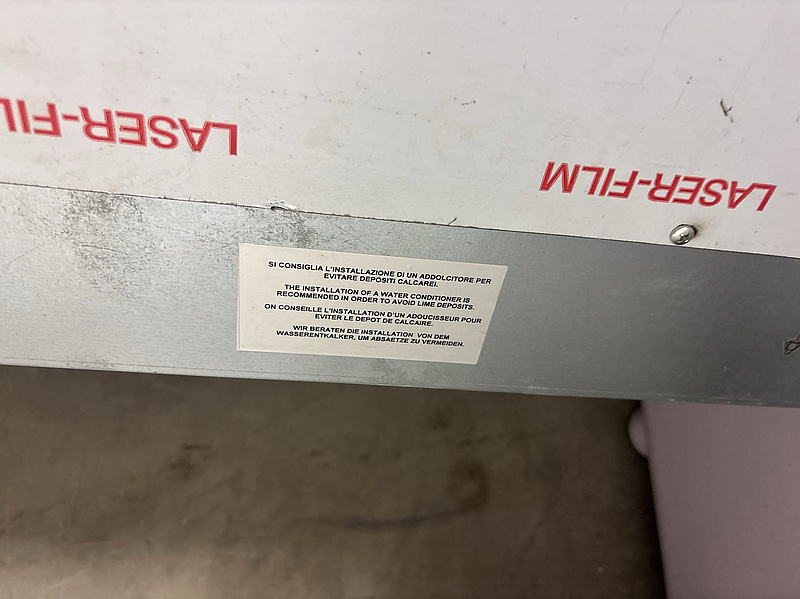 LASER-FILM
LASER-FILM
SI CONSIGLIA L'INSTALLAZIONE DI UN ADDOLCITORE PER
EVITARE DEPOSITI CALCAREI.
THE INSTALLATION OF A WATER CONDITIONER IS
RECOMMENDED IN ORDER TO AVOID LIME DEPOSITS.
ON CONSEILLE L'INSTALLATION D'UN ADOUCISSEUR POUR
EVITER LE DEPOT DE CALCAIRE.
WIR BERATEN DIE INSTALLATION VON DEM
WASSERENTKALKER, UM ABSAETZE ZU VERMEIDEN.